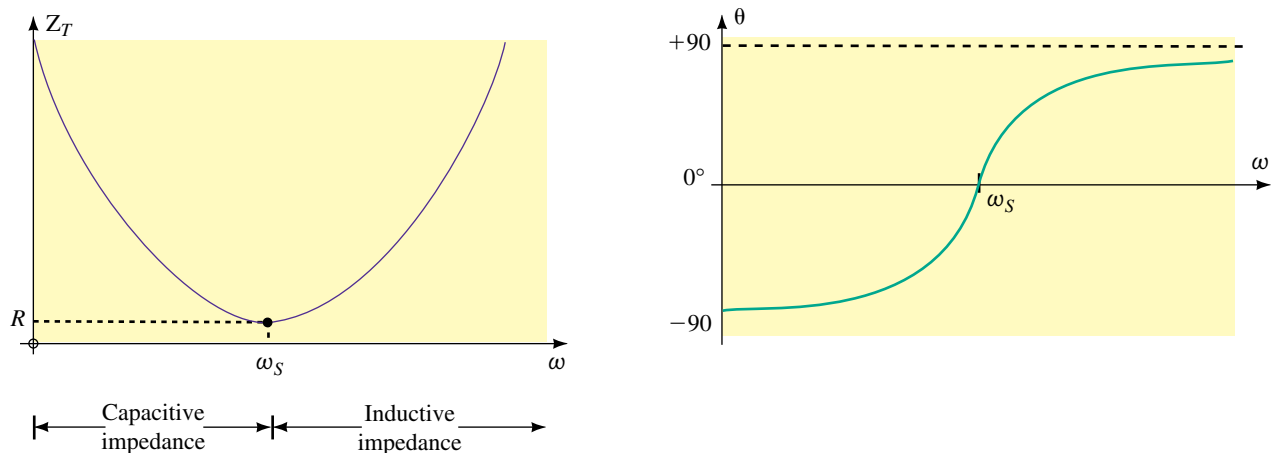 Z_T
R
ω_S
ω
Capacitive
impedance
Inductive
impedance
θ
+90
0°
ω
ω_S
−90